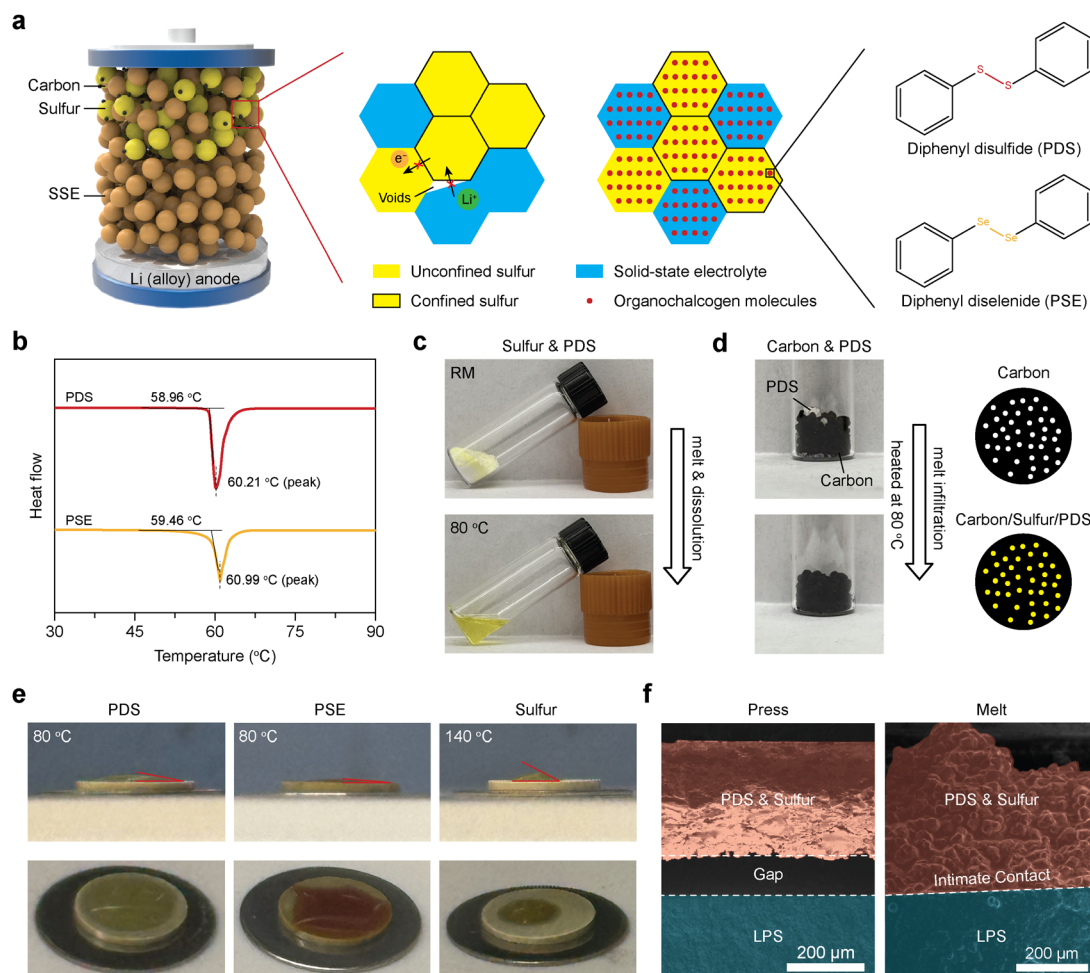 a
Carbon
Sulfur
SSE
Li (alloy) anode
e⁻
Voids
Li⁺
Unconfined sulfur
Confined sulfur
Solid-state electrolyte
Organochalcogen molecules
S
S
Diphenyl disulfide (PDS)
Se
Se
Diphenyl diselenide (PSE)
b
Heat flow
PDS
58.96 °C
60.21 °C (peak)
PSE
59.46 °C
60.99 °C (peak)
30
45
60
75
90
Temperature (°C)
c
Sulfur & PDS
RM
80 °C
melt & dissolution
d
Carbon & PDS
PDS
Carbon
melt infiltration
heated at 80 °C
Carbon
Carbon/Sulfur/PDS
e
PDS
PSE
Sulfur
80 °C
80 °C
140 °C
f
Press
Melt
PDS & Sulfur
Gap
LPS
200 µm
PDS & Sulfur
Intimate Contact
LPS
200 µm